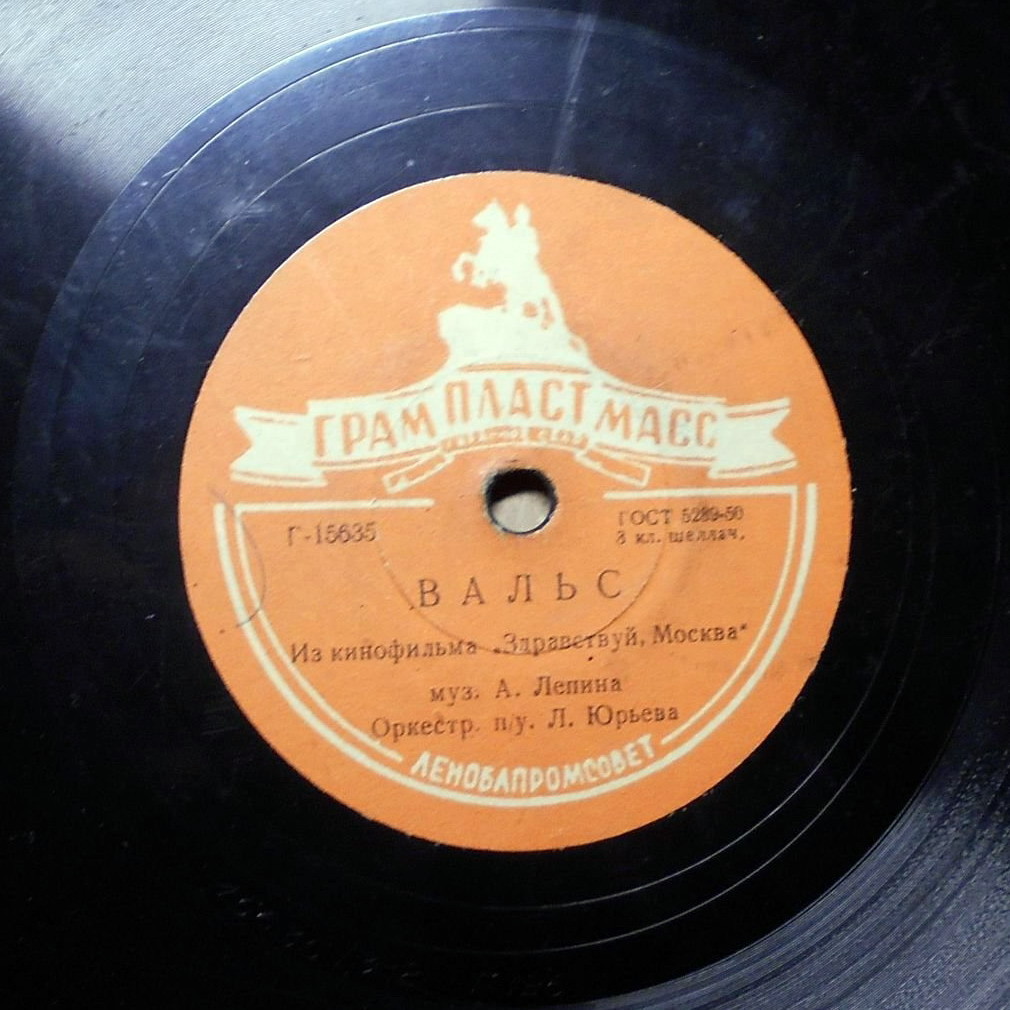 ГРАМПЛАСТМАСС
Г-15635
ГОСТ 5289-50
3 кл. шеллач.
ВАЛЬС
Из кинофильма „Здравствуй, Москва"
муз. А. Лепина
Оркестр п/у. Л. Юрьева
ЛЕНОБЛПРОМСОВЕТ